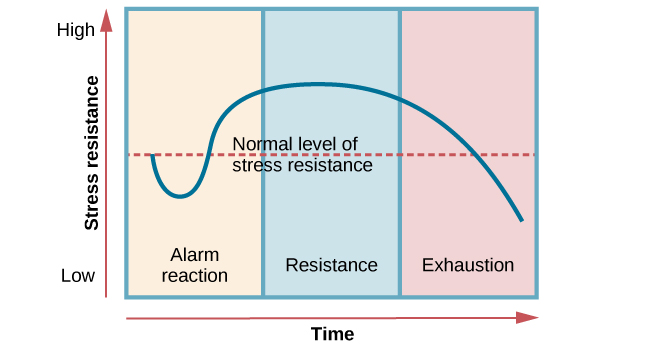 High
Stress resistance
Normal level of
stress resistance
Alarm
reaction
Resistance
Exhaustion
Low
Time